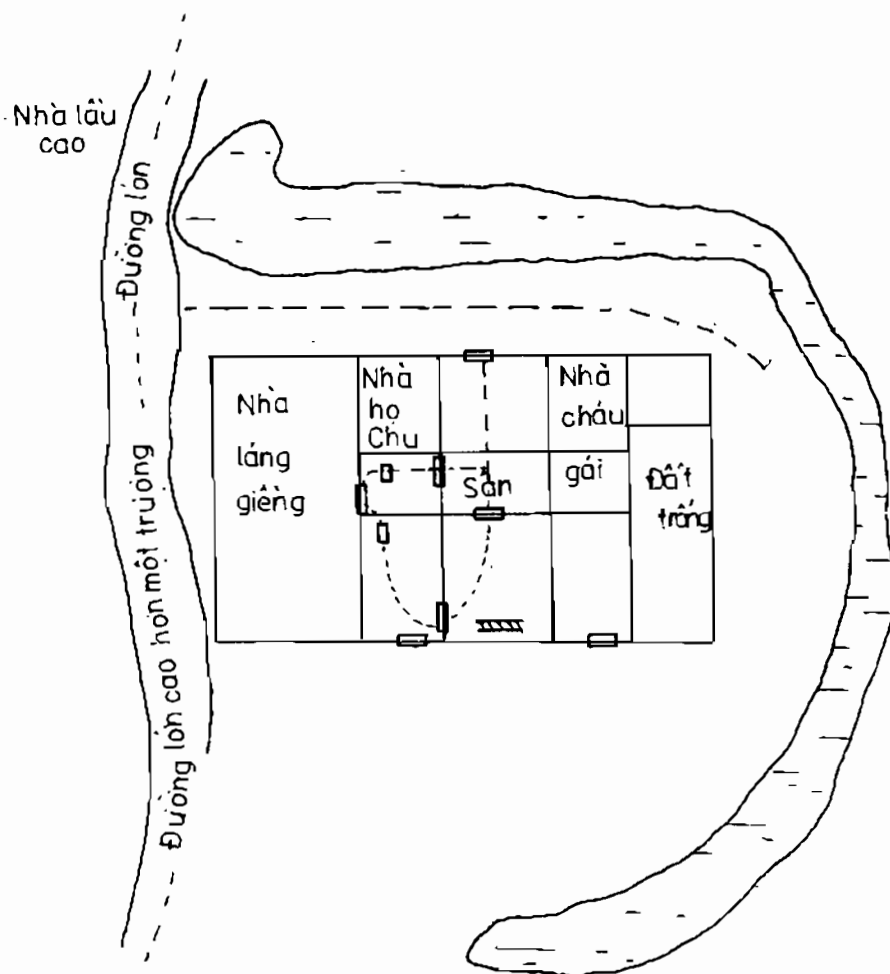 Nhà lầu
cao
Đường lớn
Đường lớn cao hơn một trượng
Nhà
láng
giềng
Nhà
họ
Chu
Sân
Nhà
cháu
gái
Đất
trống